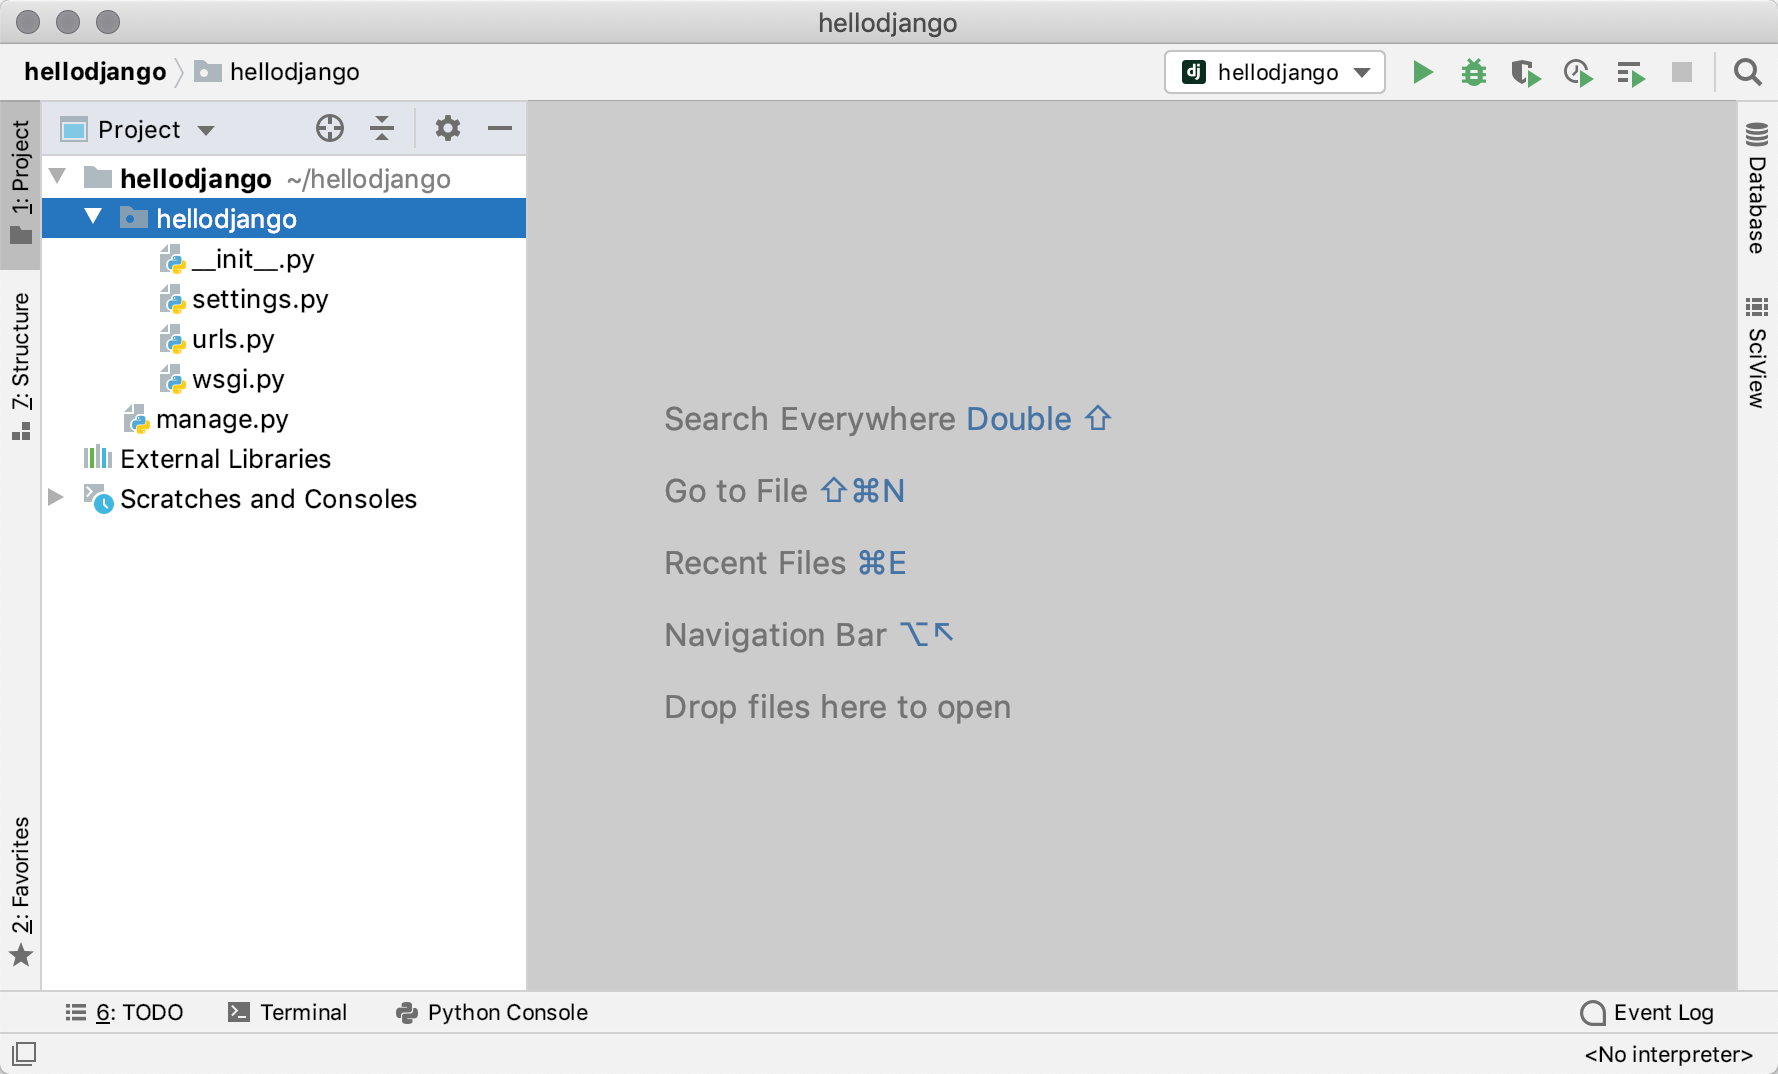 hellodjango
hellodjango hellodjango
dj hellodjango
1: Project
7: Structure
2: Favorites
Project
hellodjango ~/hellodjango
hellodjango
__init__.py
settings.py
urls.py
wsgi.py
manage.py
External Libraries
Scratches and Consoles
Search Everywhere Double ⇧
Go to File ⇧⌘N
Recent Files ⌘E
Navigation Bar ⌥↖
Drop files here to open
Database
SciView
6: TODO Terminal Python Console Event Log
<No interpreter>